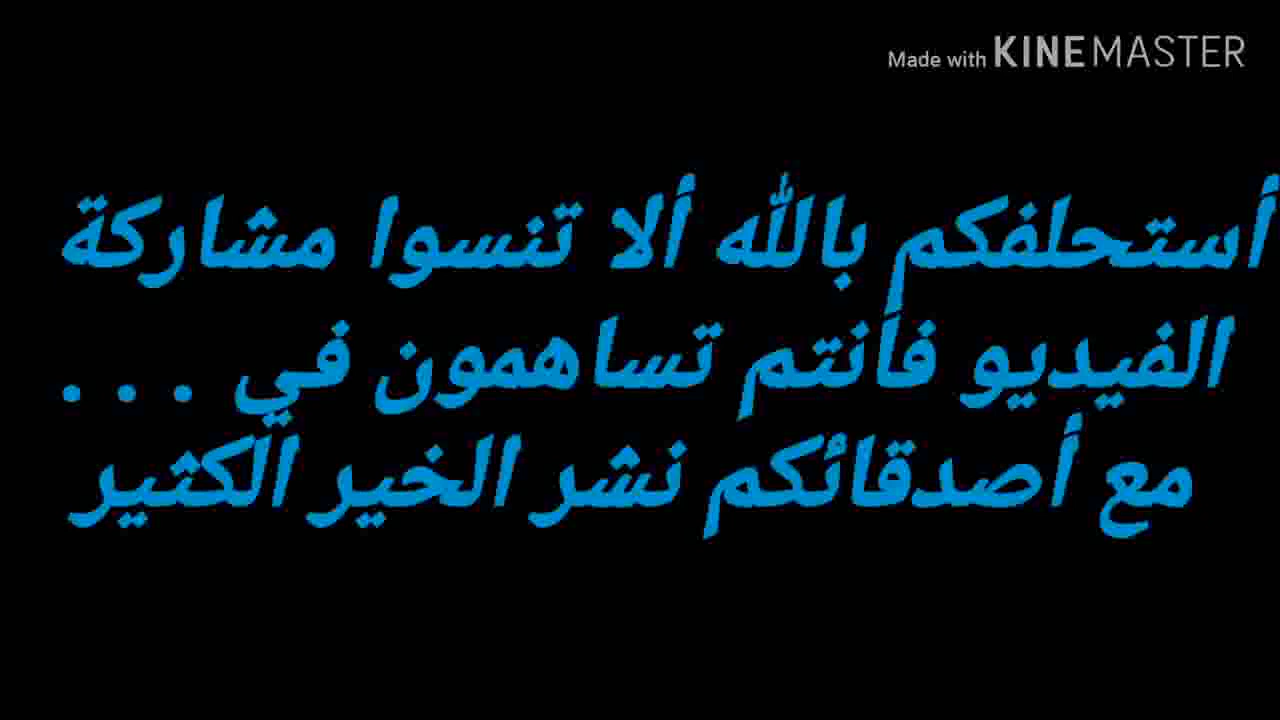 Made with KINEMASTER
أستحلفكم بالله ألا تنسوا مشاركة
الفيديو فأنتم تساهمون في . . .
مع أصدقائكم نشر الخير الكثير